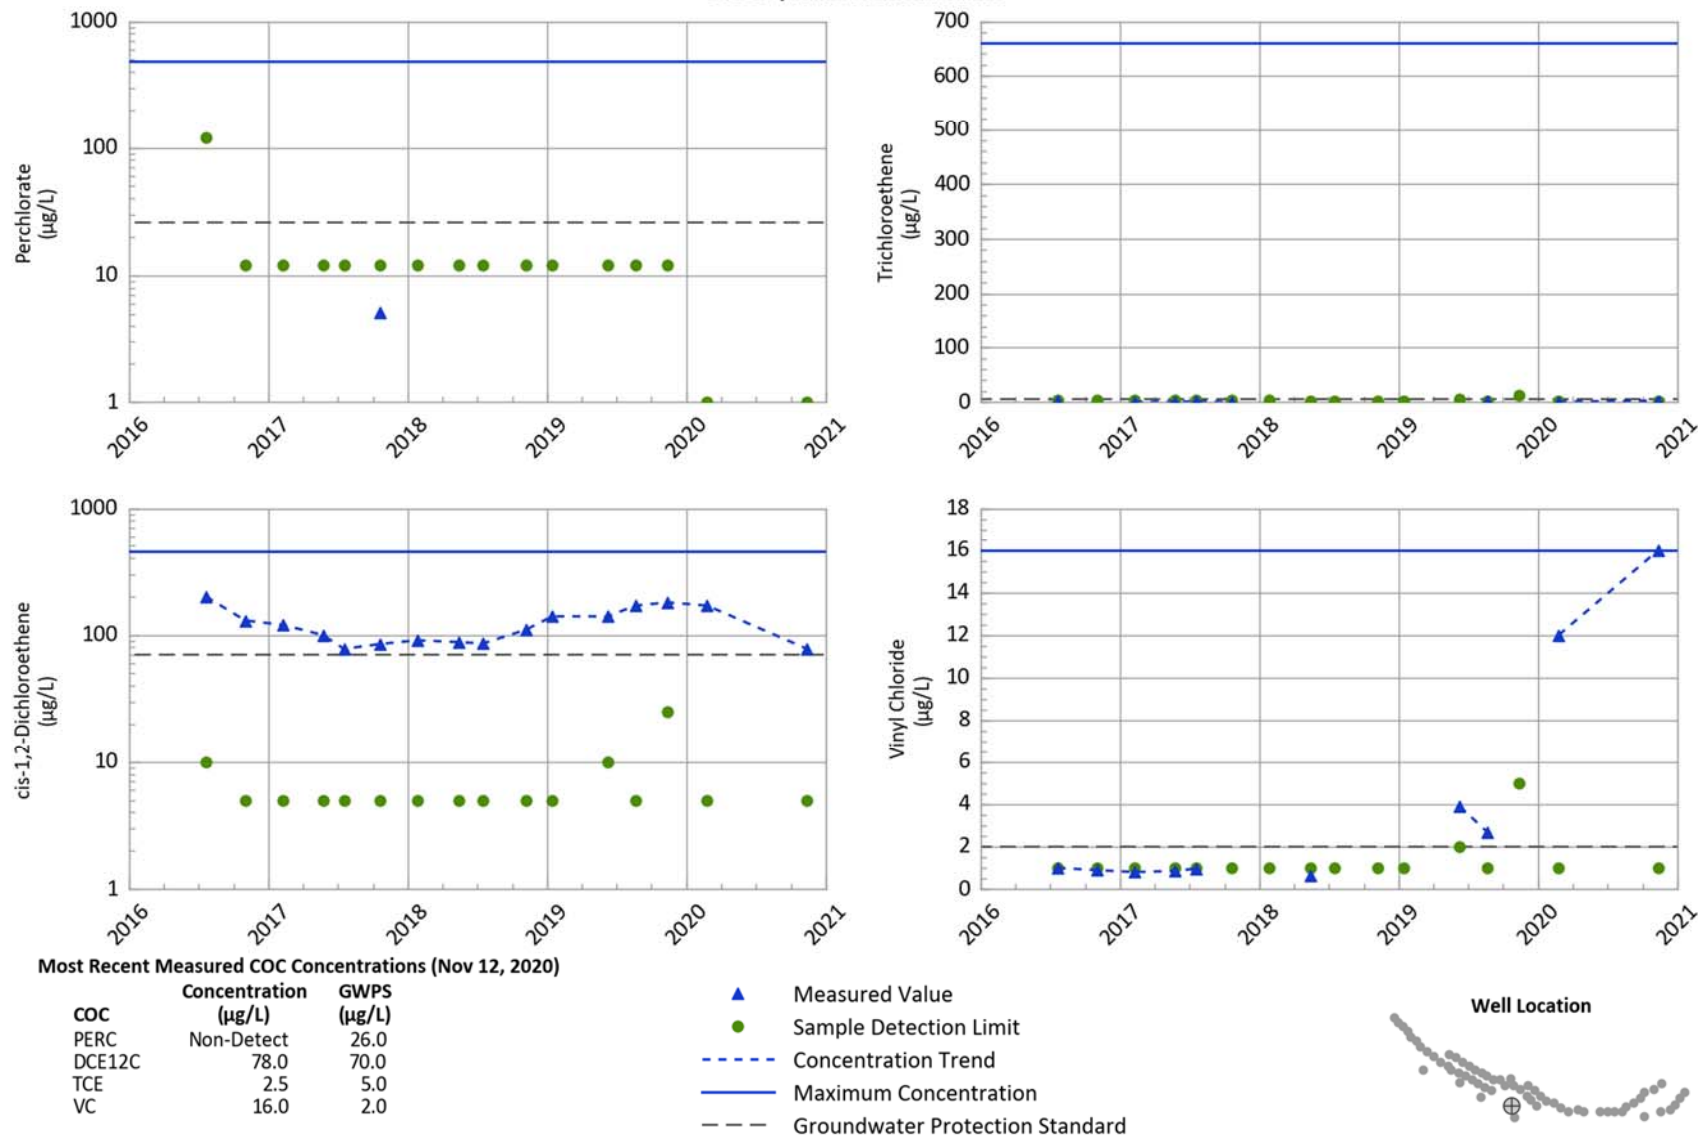 1000
100
10
1
Perchlorate
(µg/L)
2016
2017
2018
2019
2020
2021
700
600
500
400
300
200
100
0
Trichloroethene
(µg/L)
2016
2017
2018
2019
2020
2021
1000
100
10
1
cis-1,2-Dichloroethene
(µg/L)
2016
2017
2018
2019
2020
2021
18
16
14
12
10
8
6
4
2
0
Vinyl Chloride
(µg/L)
2016
2017
2018
2019
2020
2021
Most Recent Measured COC Concentrations (Nov 12, 2020)
Concentration GWPS
COC (µg/L) (µg/L)
PERC Non-Detect 26.0
DCE12C 78.0 70.0
TCE 2.5 5.0
VC 16.0 2.0
Measured Value
Sample Detection Limit
Concentration Trend
Maximum Concentration
Groundwater Protection Standard
Well Location